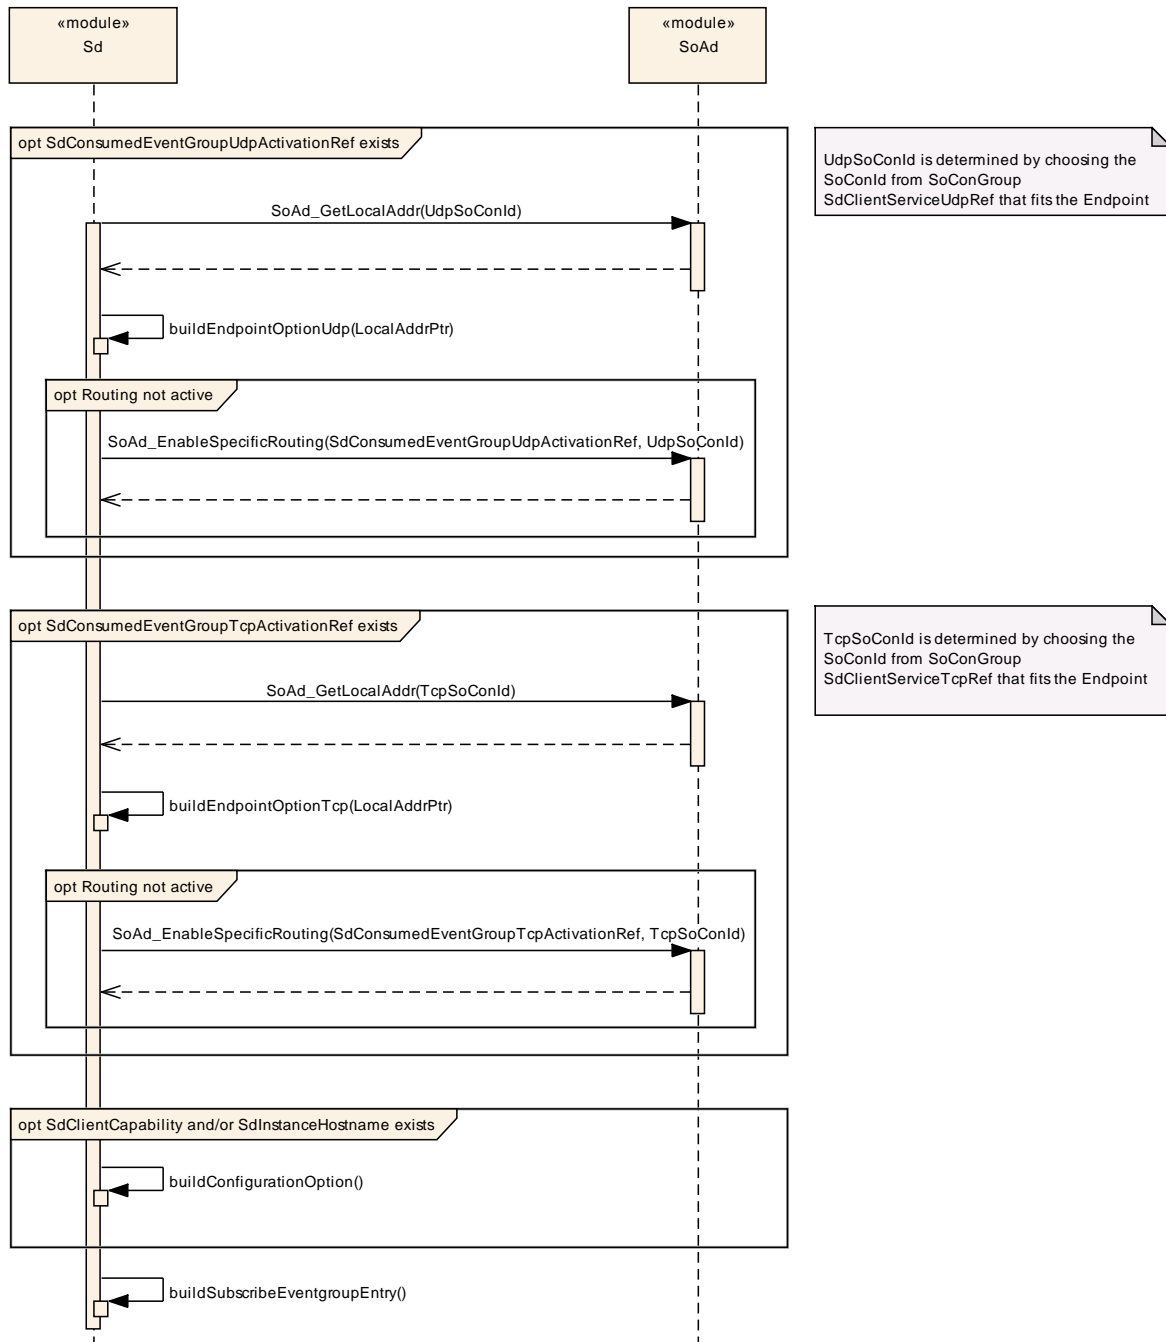 «module»
Sd
«module»
SoAd
opt SdConsumedEventGroupUdpActivationRef exists
UdpSoConId is determined by choosing the
SoConId from SoConGroup
SdClientServiceUdpRef that fits the Endpoint
SoAd_GetLocalAddr(UdpSoConId)
buildEndpointOptionUdp(LocalAddrPtr)
opt Routing not active
SoAd_EnableSpecificRouting(SdConsumedEventGroupUdpActivationRef, UdpSoConId)
opt SdConsumedEventGroupTcpActivationRef exists
TcpSoConId is determined by choosing the
SoConId from SoConGroup
SdClientServiceTcpRef that fits the Endpoint
SoAd_GetLocalAddr(TcpSoConId)
buildEndpointOptionTcp(LocalAddrPtr)
opt Routing not active
SoAd_EnableSpecificRouting(SdConsumedEventGroupTcpActivationRef, TcpSoConId)
opt SdClientCapability and/or SdInstanceHostname exists
buildConfigurationOption()
buildSubscribeEventgroupEntry()